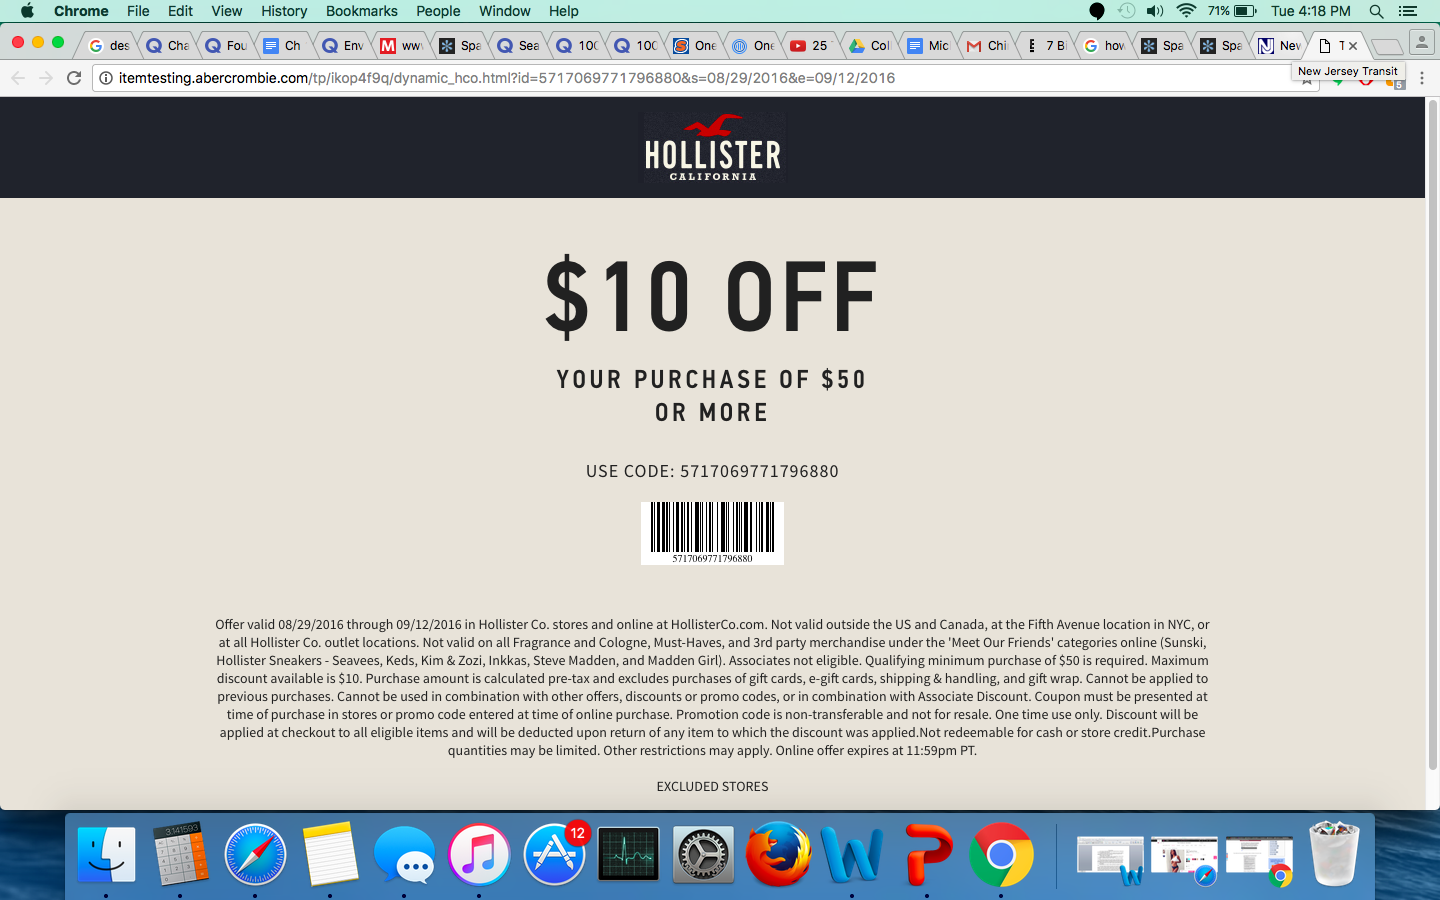 Chrome File Edit View History Bookmarks People Window Help 71% Tue 4:18 PM
des Cha Fou Ch Env wwv Spa Sea 100 100 One One 25 Coll Mic Chi 7 B how Spa Spa New T
itemtesting.abercrombie.com/tp/ikop4f9q/dynamic_hco.html?id=5717069771796880&s=08/29/2016&e=09/12/2016
New Jersey Transit
HOLLISTER
CALIFORNIA
$10 OFF
YOUR PURCHASE OF $50
OR MORE
USE CODE: 5717069771796880
5717069771796880
Offer valid 08/29/2016 through 09/12/2016 in Hollister Co. stores and online at HollisterCo.com. Not valid outside the US and Canada, at the Fifth Avenue location in NYC, or
at all Hollister Co. outlet locations. Not valid on all Fragrance and Cologne, Must-Haves, and 3rd party merchandise under the 'Meet Our Friends' categories online (Sunski,
Hollister Sneakers - Seavees, Keds, Kim & Zozi, Inkkas, Steve Madden, and Madden Girl). Associates not eligible. Qualifying minimum purchase of $50 is required. Maximum
discount available is $10. Purchase amount is calculated pre-tax and excludes purchases of gift cards, e-gift cards, shipping & handling, and gift wrap. Cannot be applied to
previous purchases. Cannot be used in combination with other offers, discounts or promo codes, or in combination with Associate Discount. Coupon must be presented at
time of purchase in stores or promo code entered at time of online purchase. Promotion code is non-transferable and not for resale. One time use only. Discount will be
applied at checkout to all eligible items and will be deducted upon return of any item to which the discount was applied.Not redeemable for cash or store credit.Purchase
quantities may be limited. Other restrictions may apply. Online offer expires at 11:59pm PT.
EXCLUDED STORES
3.141593
12